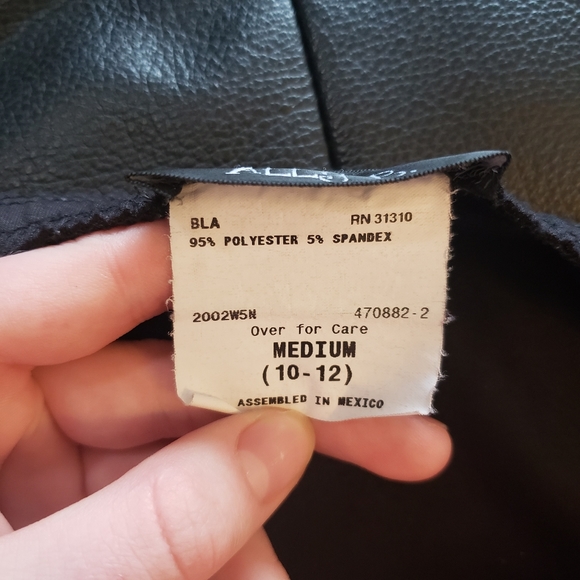 BLA RN 31310
95% POLYESTER 5% SPANDEX
2002W5N 470882-2
Over for Care
MEDIUM
(10-12)
ASSEMBLED IN MEXICO